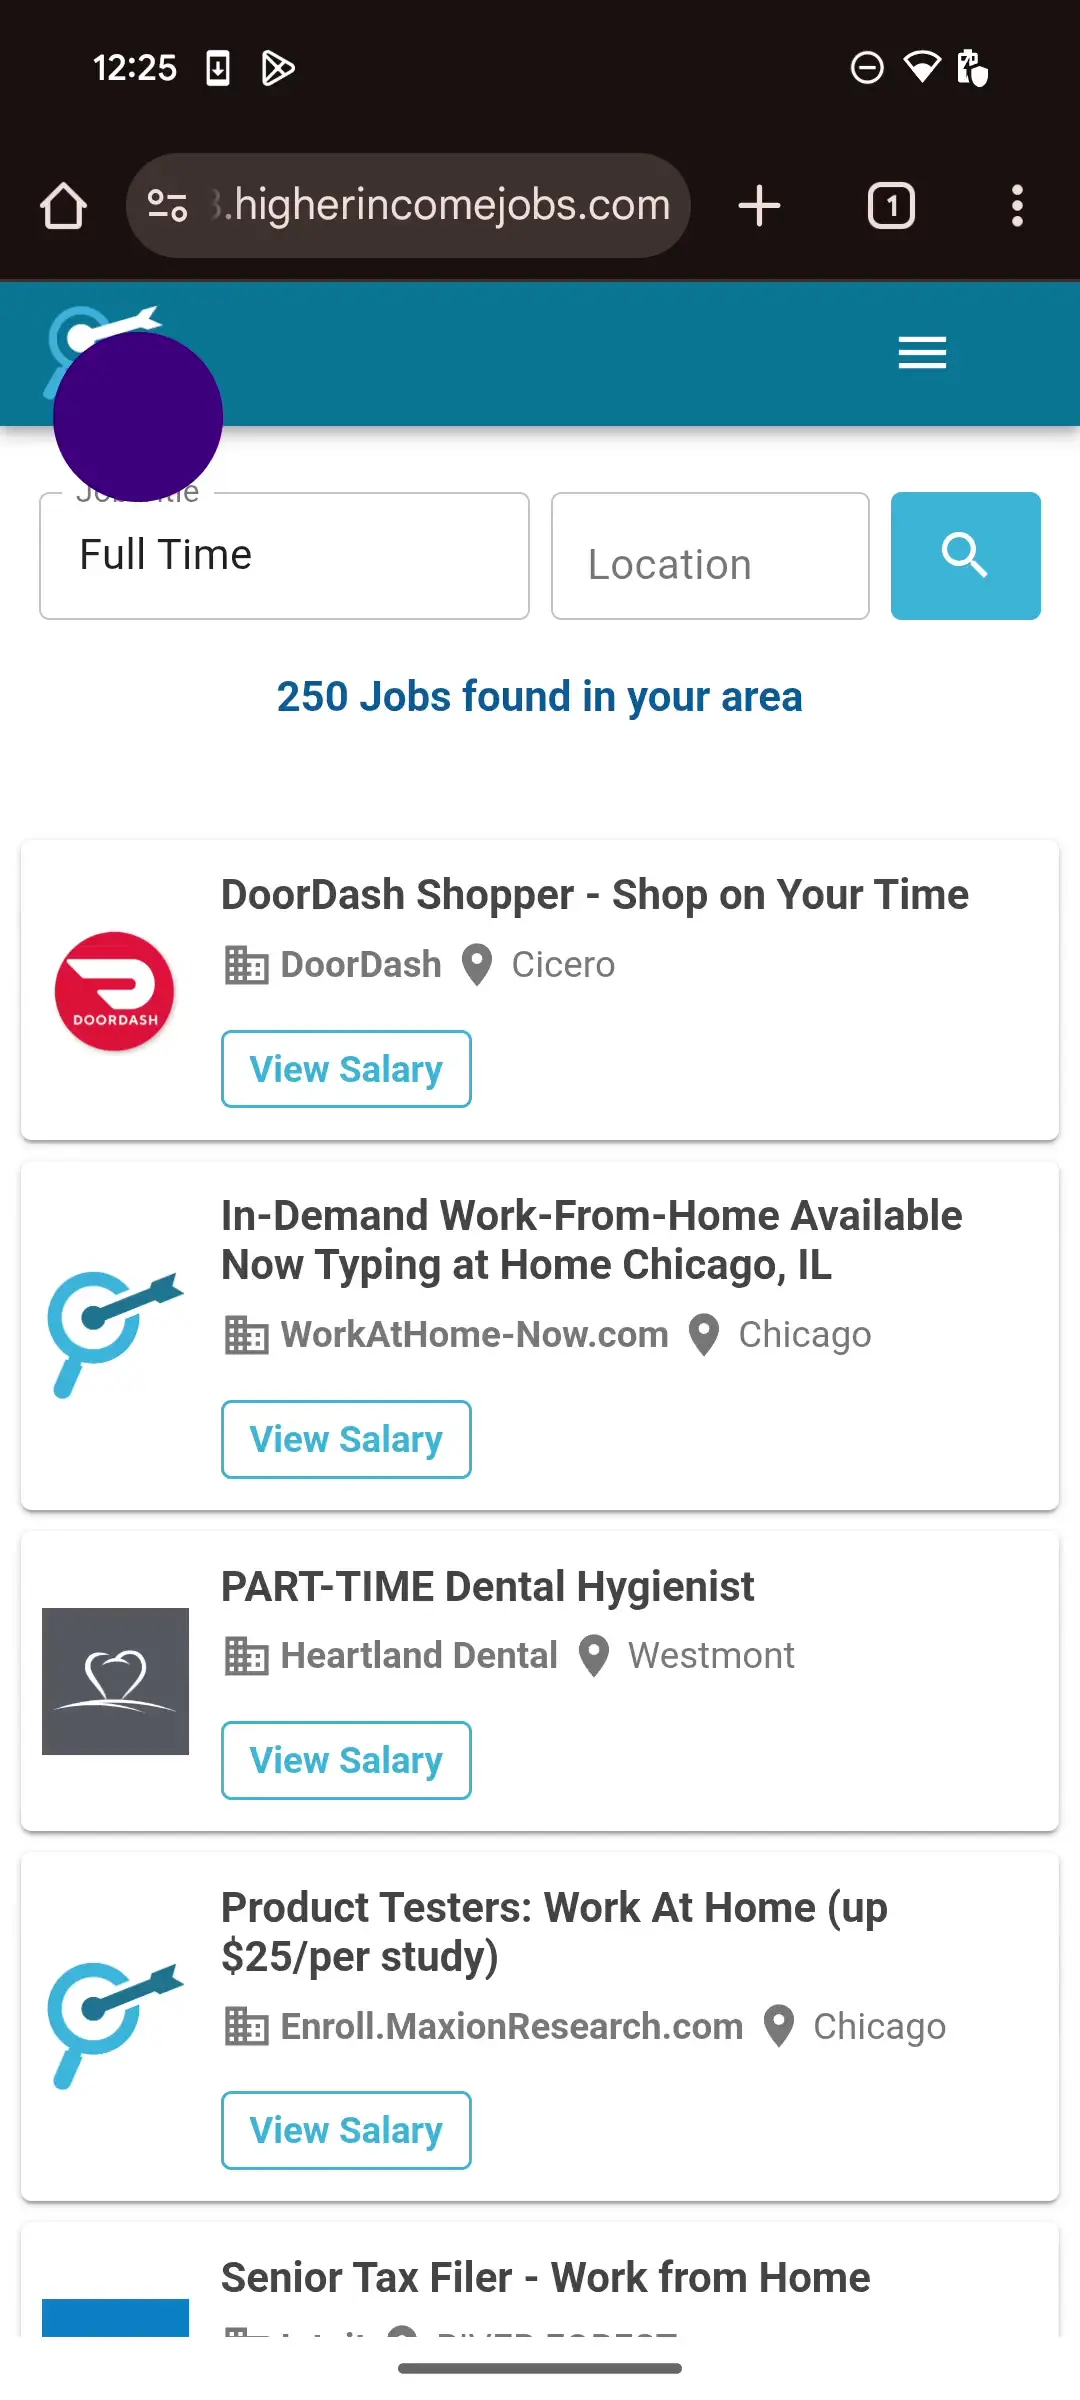 12:25
.higherincomejobs.com
1
Full Time
Location
250 Jobs found in your area
DoorDash Shopper - Shop on Your Time
DoorDash Cicero
DOORDASH
View Salary
In-Demand Work-From-Home Available
Now Typing at Home Chicago, IL
WorkAtHome-Now.com Chicago
View Salary
PART-TIME Dental Hygienist
Heartland Dental Westmont
View Salary
Product Testers: Work At Home (up
$25/per study)
Enroll.MaxionResearch.com Chicago
View Salary
Senior Tax Filer - Work from Home